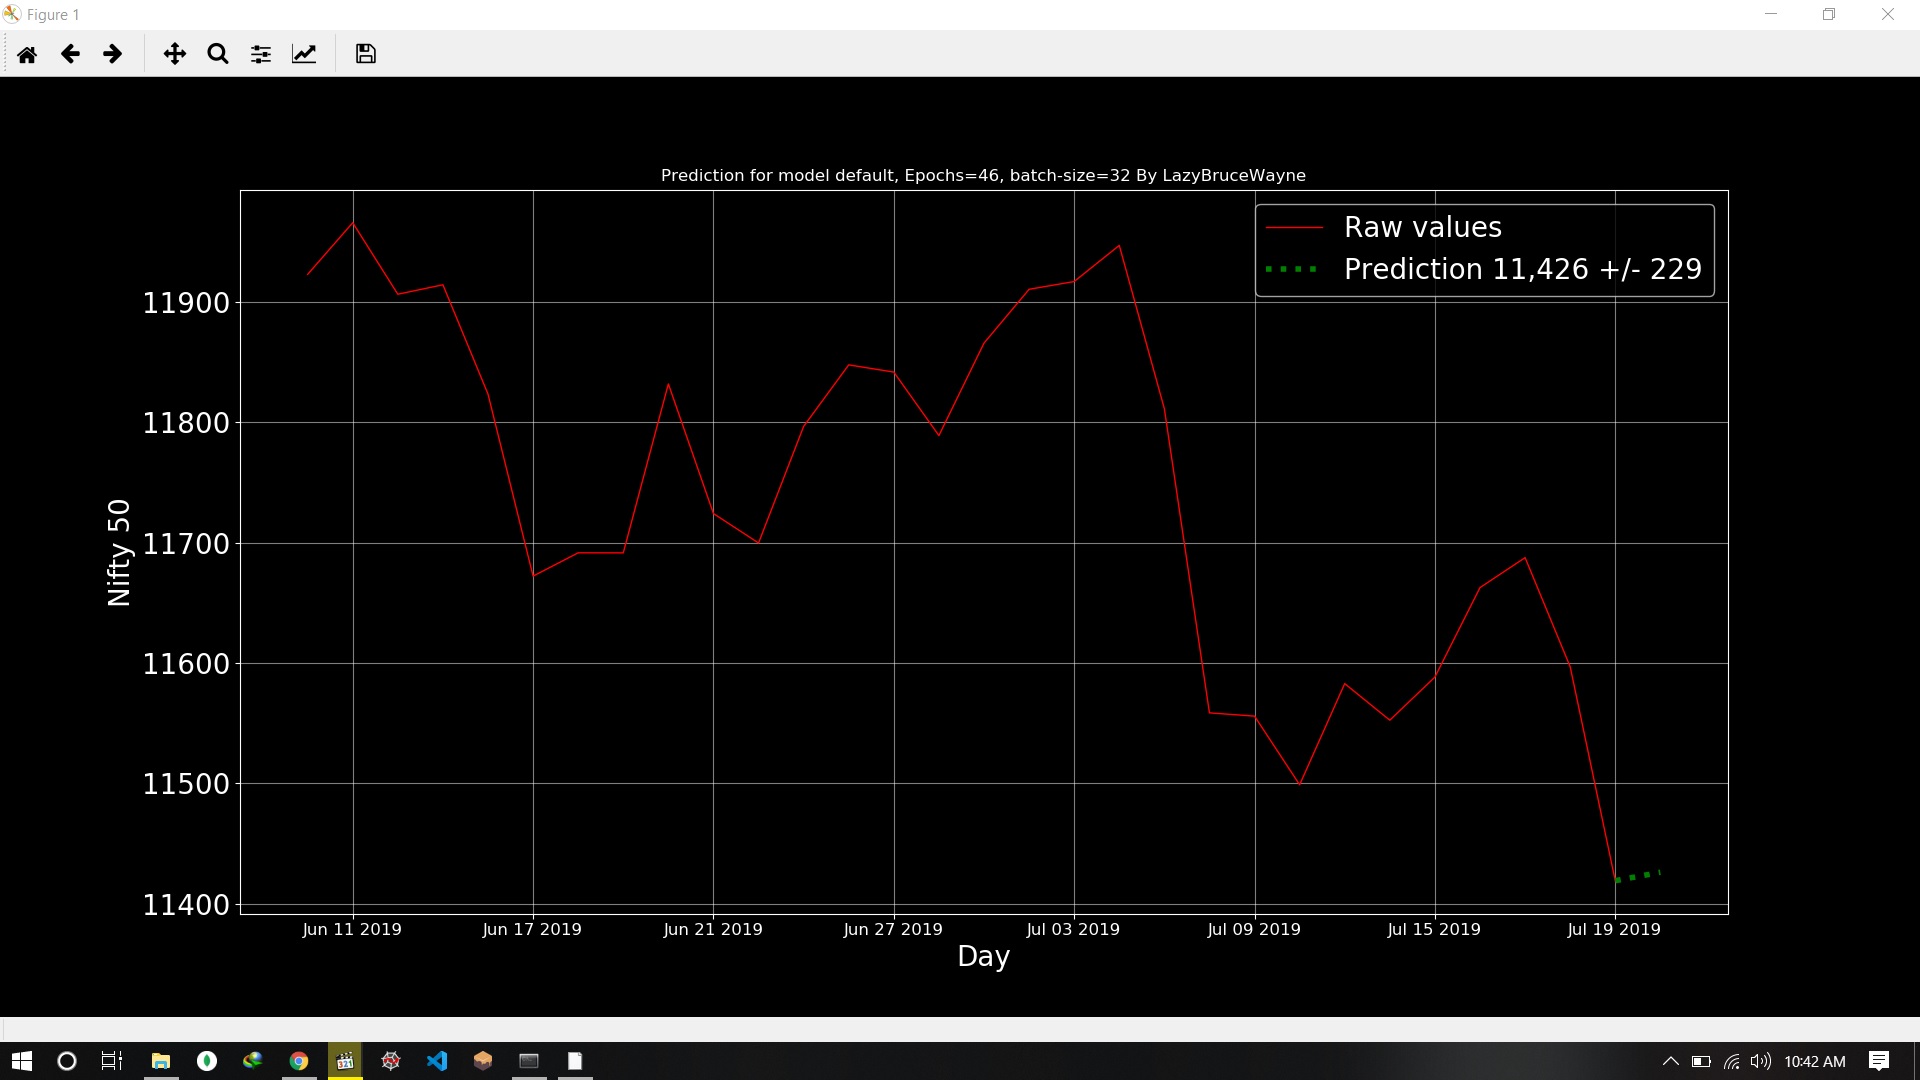 Figure 1
Prediction for model default, Epochs=46, batch-size=32 By LazyBruceWayne
Raw values
Prediction 11,426 +/- 229
11900
11800
11700
11600
11500
11400
Nifty 50
Jun 11 2019 Jun 17 2019 Jun 21 2019 Jun 27 2019 Jul 03 2019 Jul 09 2019 Jul 15 2019 Jul 19 2019
Day
321
10:42 AM